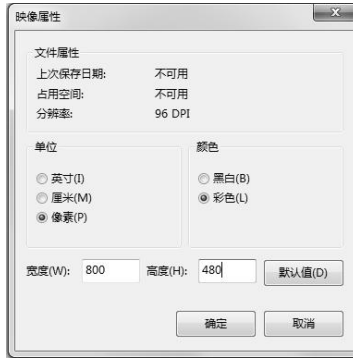 映像属性
文件属性
上次保存日期: 不可用
占用空间: 不可用
分辨率: 96 DPI
单位 颜色
英寸(I) 黑白(B)
厘米(M) 彩色(L)
像素(P)
宽度(W): 800 高度(H): 480 默认值(D)
确定 取消